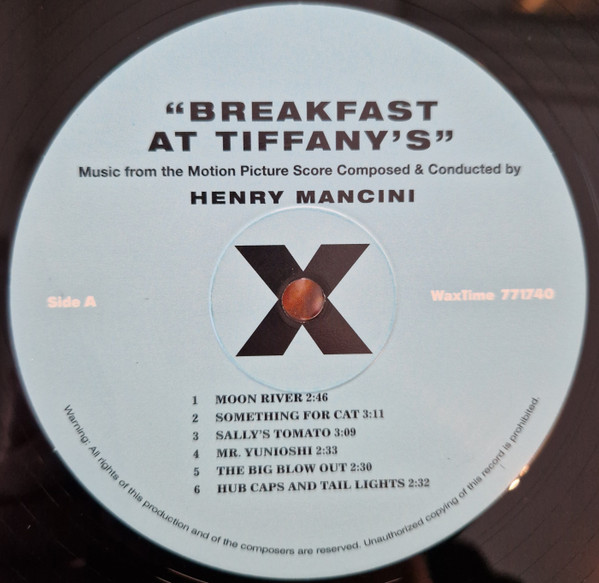 “BREAKFAST
AT TIFFANY’S”
Music from the Motion Picture Score Composed & Conducted by
HENRY MANCINI
X
Side A
WaxTime 771740
1 MOON RIVER 2:46
2 SOMETHING FOR CAT 3:11
3 SALLY’S TOMATO 3:09
4 MR. YUNIOSHI 2:33
5 THE BIG BLOW OUT 2:30
6 HUB CAPS AND TAIL LIGHTS 2:32
Warning: All rights of this production and of the composers are reserved. Unauthorized copying of this record is prohibited.